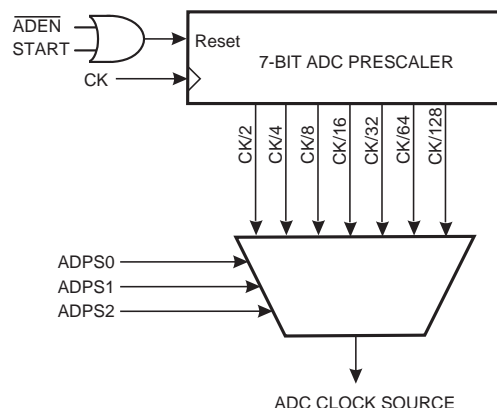 ADEN
START
CK
Reset
7-BIT ADC PRESCALER
CK/2
CK/4
CK/8
CK/16
CK/32
CK/64
CK/128
ADPS0
ADPS1
ADPS2
ADC CLOCK SOURCE